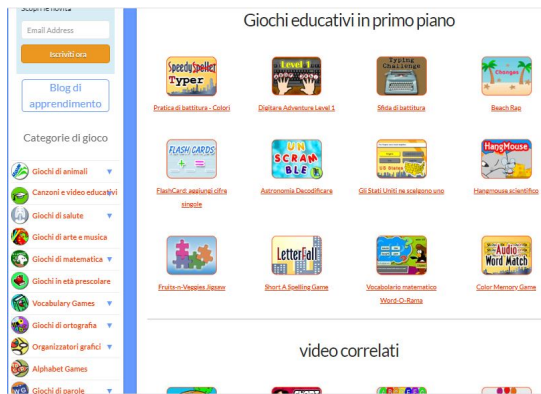 Scopri le novità
Email Address
Iscriviti ora
Blog di
apprendimento
Categorie di gioco
Giochi di animali
Canzoni e video educativi
Giochi di salute
Giochi di arte e musica
Giochi di matematica
Giochi in età prescolare
Vocabulary Games
Giochi di ortografia
Organizzatori grafici
Alphabet Games
WG
Giochi di parole
Giochi educativi in primo piano
Speedy Speller
Typer
Pratica di battitura - Colori
Level 1
Digitare Adventure Level 1
Typing
Challenge
Sfida di battitura
Changes
Beach Rap
FLASH CARDS
FlashCard: aggiungi cifre
singole
UN
SCRAM
BLE
Astronomia Decodificare
Gli Stati Uniti ne scelgono uno
HangMouse
Hangmouse scientifico
Fruits-n-Veggies Jigsaw
LetterFall
Short A Spelling Game
Vocabolario matematico
Word-O-Rama
Audio
Word Match
Color Memory Game
video correlati